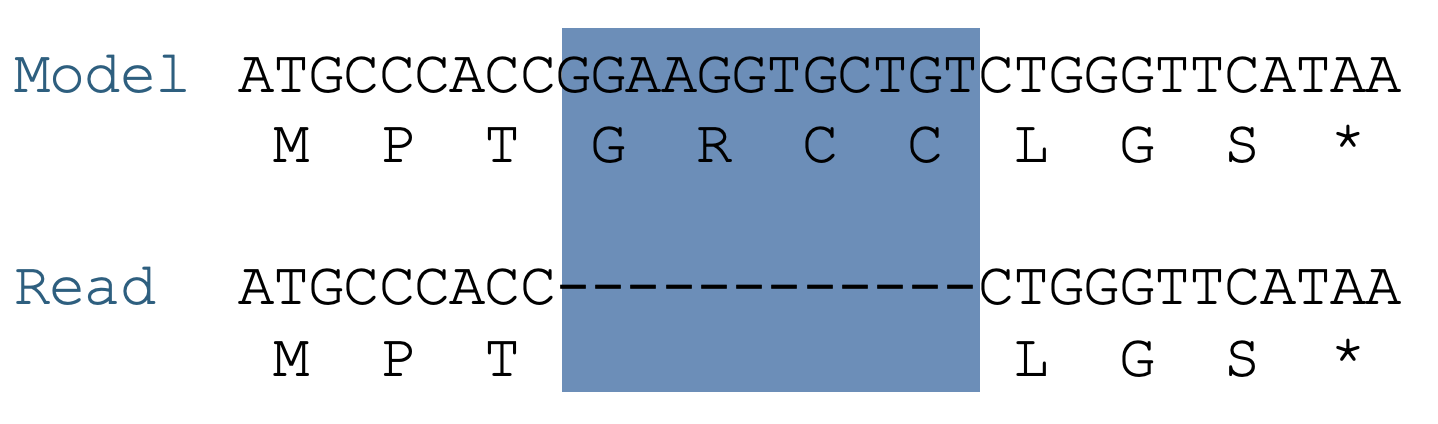 Model ATGCCCACCGGAAGGTGCTGTCTGGGTTCATAA
M P T G R C C L G S *
Read ATGCCCACC------------CTGGGTTCATAA
M P T L G S *